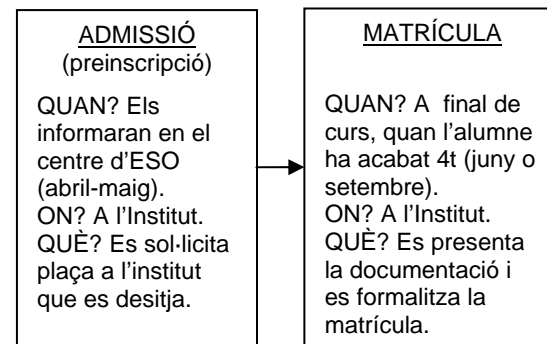 ADMISSIÓ
(preinscripció)
QUAN? Els
informaran en el
centre d'ESO
(abril-maig).
ON? A l'Institut.
QUÈ? Es sol·licita
plaça a l'institut
que es desitja.
MATRÍCULA
QUAN? A final de
curs, quan l'alumne
ha acabat 4t (juny o
setembre).
ON? A l'Institut.
QUÈ? Es presenta
la documentació i
es formalitza la
matrícula.